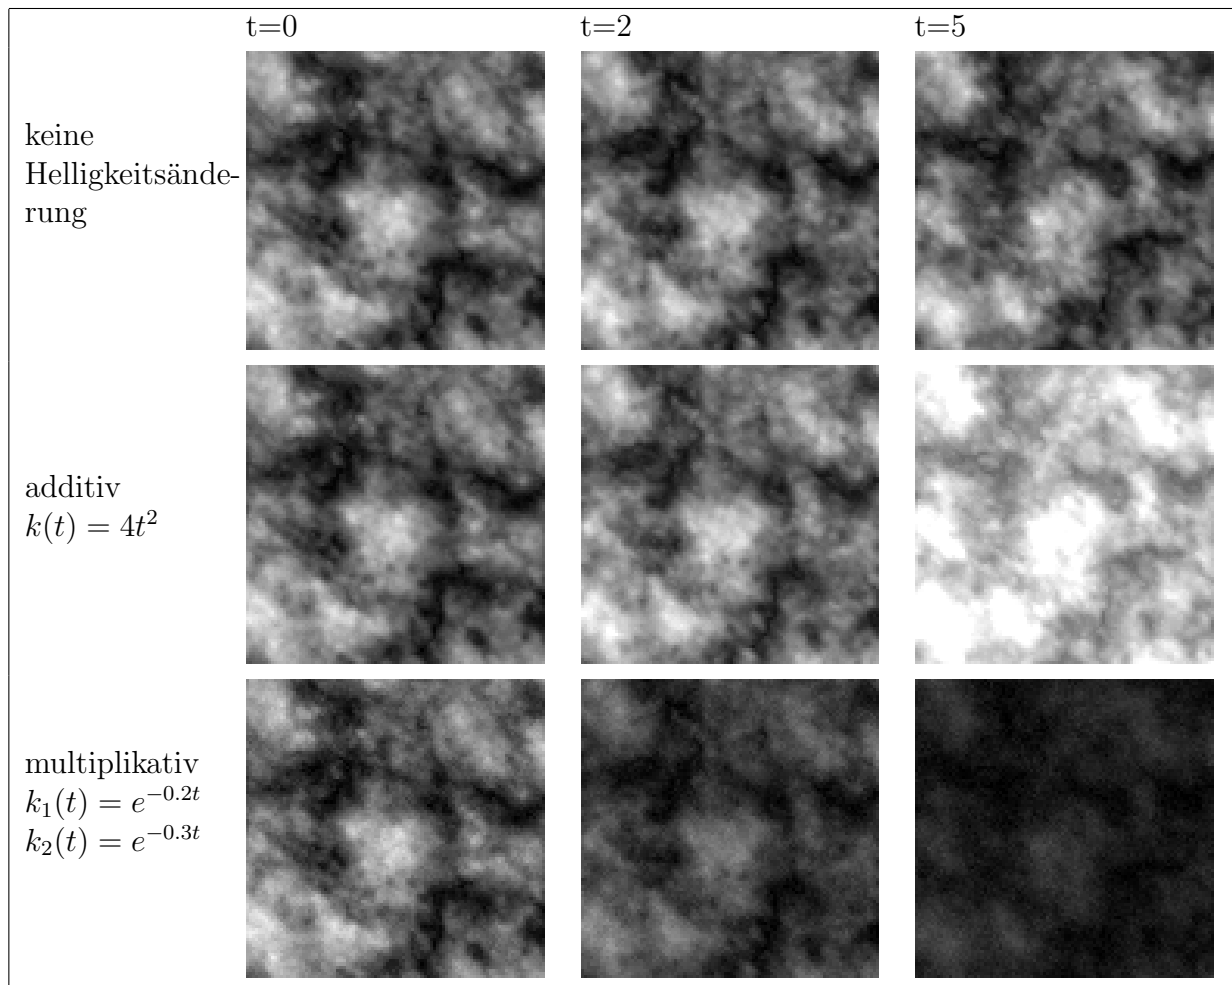 t=0 t=2 t=5
keine
Helligkeitsände-
rung
additiv
k(t) = 4t²
multiplikativ
k₁(t) = e^{-0.2t}
k₂(t) = e^{-0.3t}